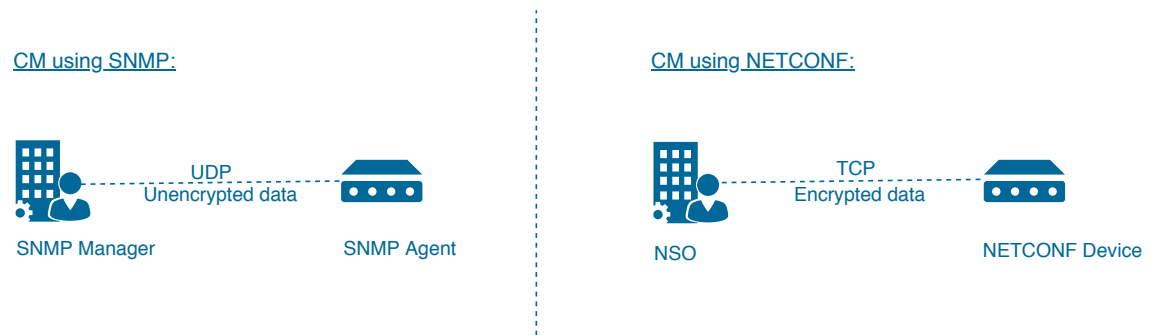 CM using SNMP:
UDP
Unencrypted data
SNMP Manager
SNMP Agent
CM using NETCONF:
TCP
Encrypted data
NSO
NETCONF Device